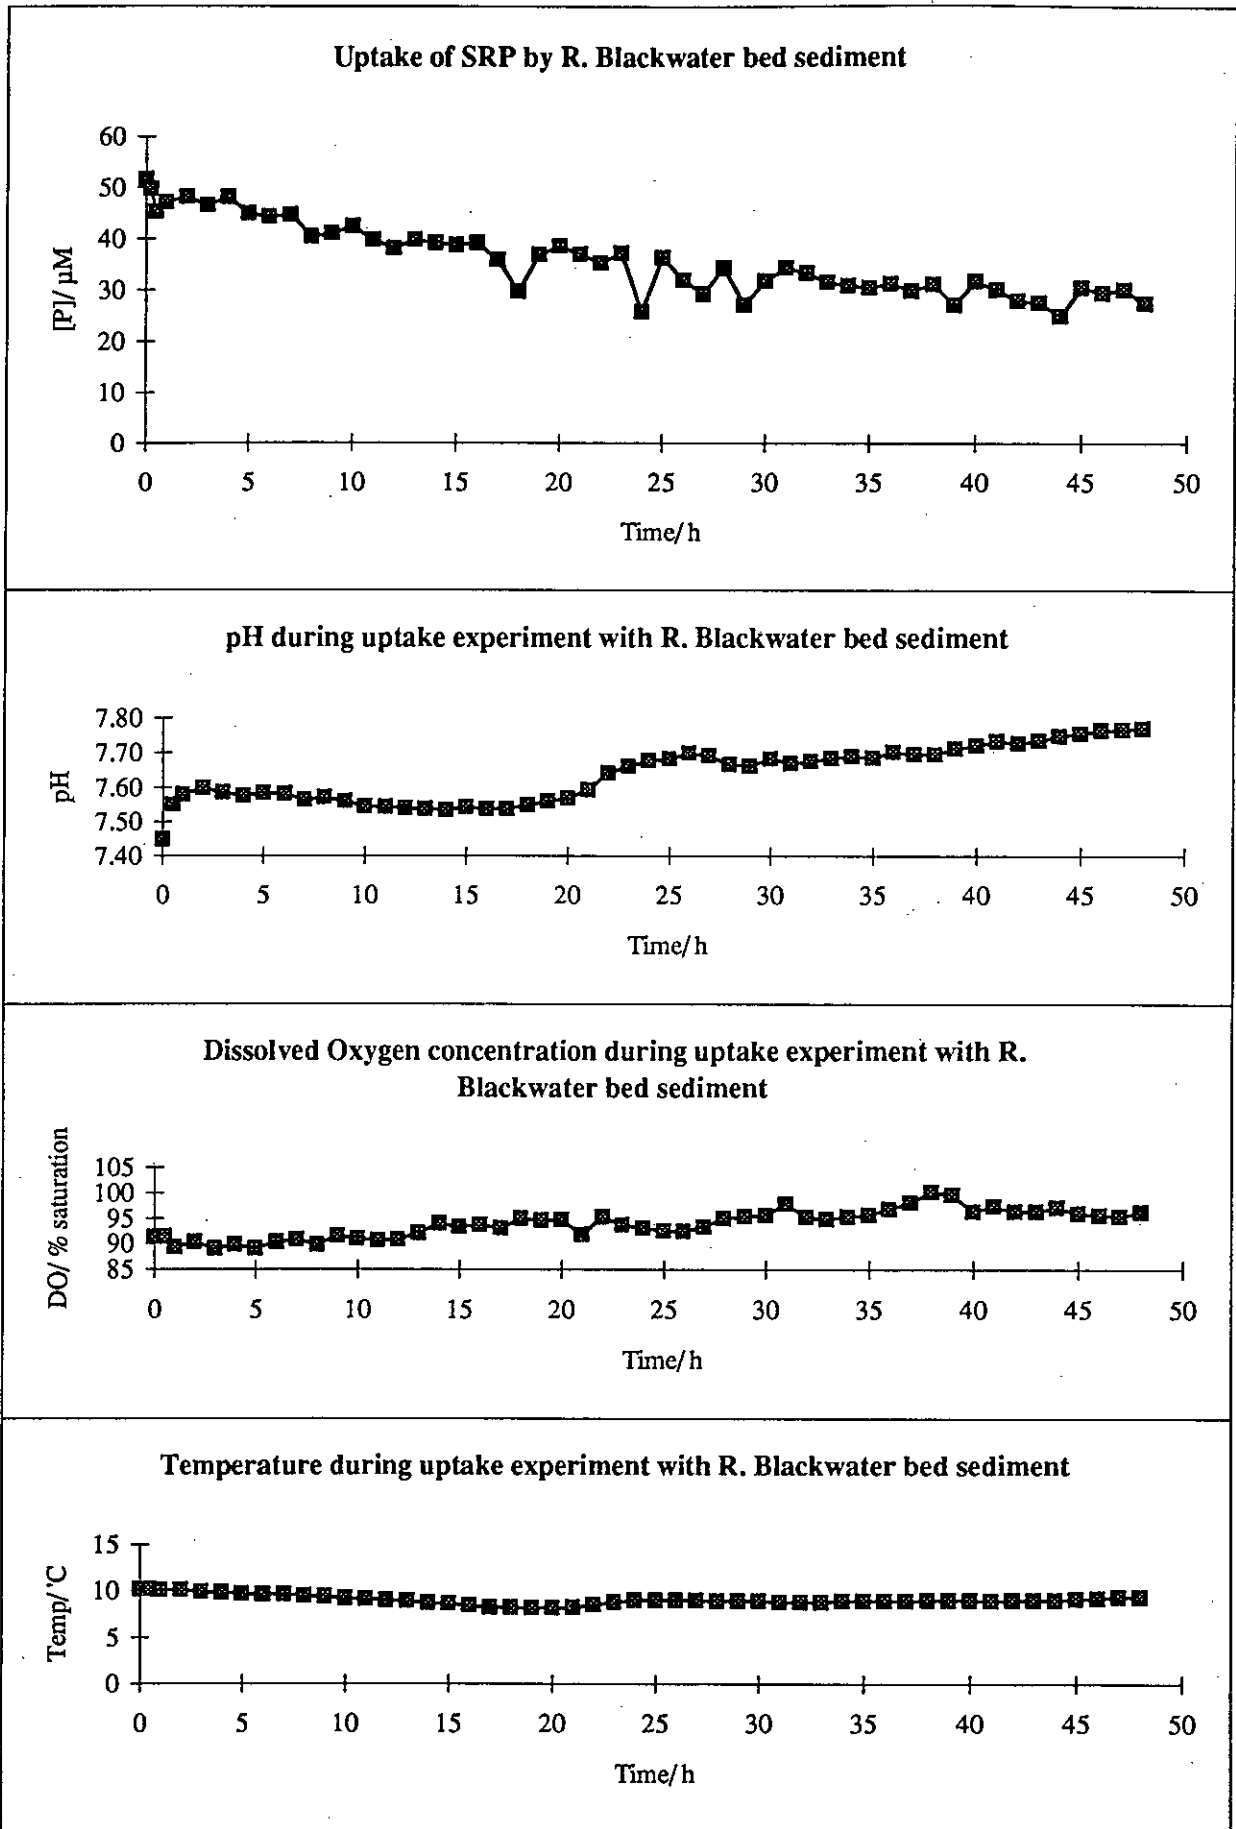 Uptake of SRP by R. Blackwater bed sediment
60
50
40
30
20
10
0
[P]/ µM
0 5 10 15 20 25 30 35 40 45 50
Time/ h
pH during uptake experiment with R. Blackwater bed sediment
7.80
7.70
7.60
7.50
7.40
pH
0 5 10 15 20 25 30 35 40 45 50
Time/ h
Dissolved Oxygen concentration during uptake experiment with R.
Blackwater bed sediment
105
100
95
90
85
DO/ % saturation
0 5 10 15 20 25 30 35 40 45 50
Time/ h
Temperature during uptake experiment with R. Blackwater bed sediment
15
10
5
0
Temp/'C
0 5 10 15 20 25 30 35 40 45 50
Time/ h